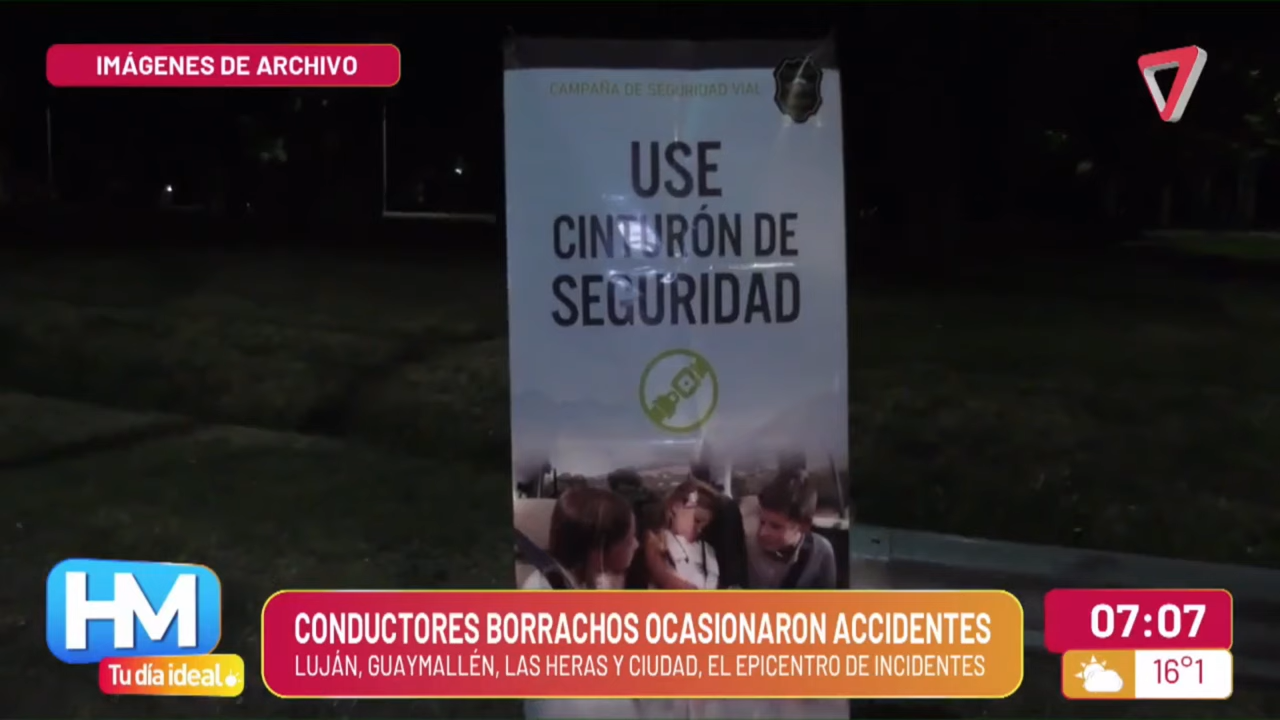 IMÁGENES DE ARCHIVO
CAMPAÑA DE SEGURIDAD VIAL
USE
CINTURÓN DE
SEGURIDAD
HM
Tu día ideal
CONDUCTORES BORRACHOS OCASIONARON ACCIDENTES
LUJÁN, GUAYMALLÉN, LAS HERAS Y CIUDAD, EL EPICENTRO DE INCIDENTES
07:07
16°1